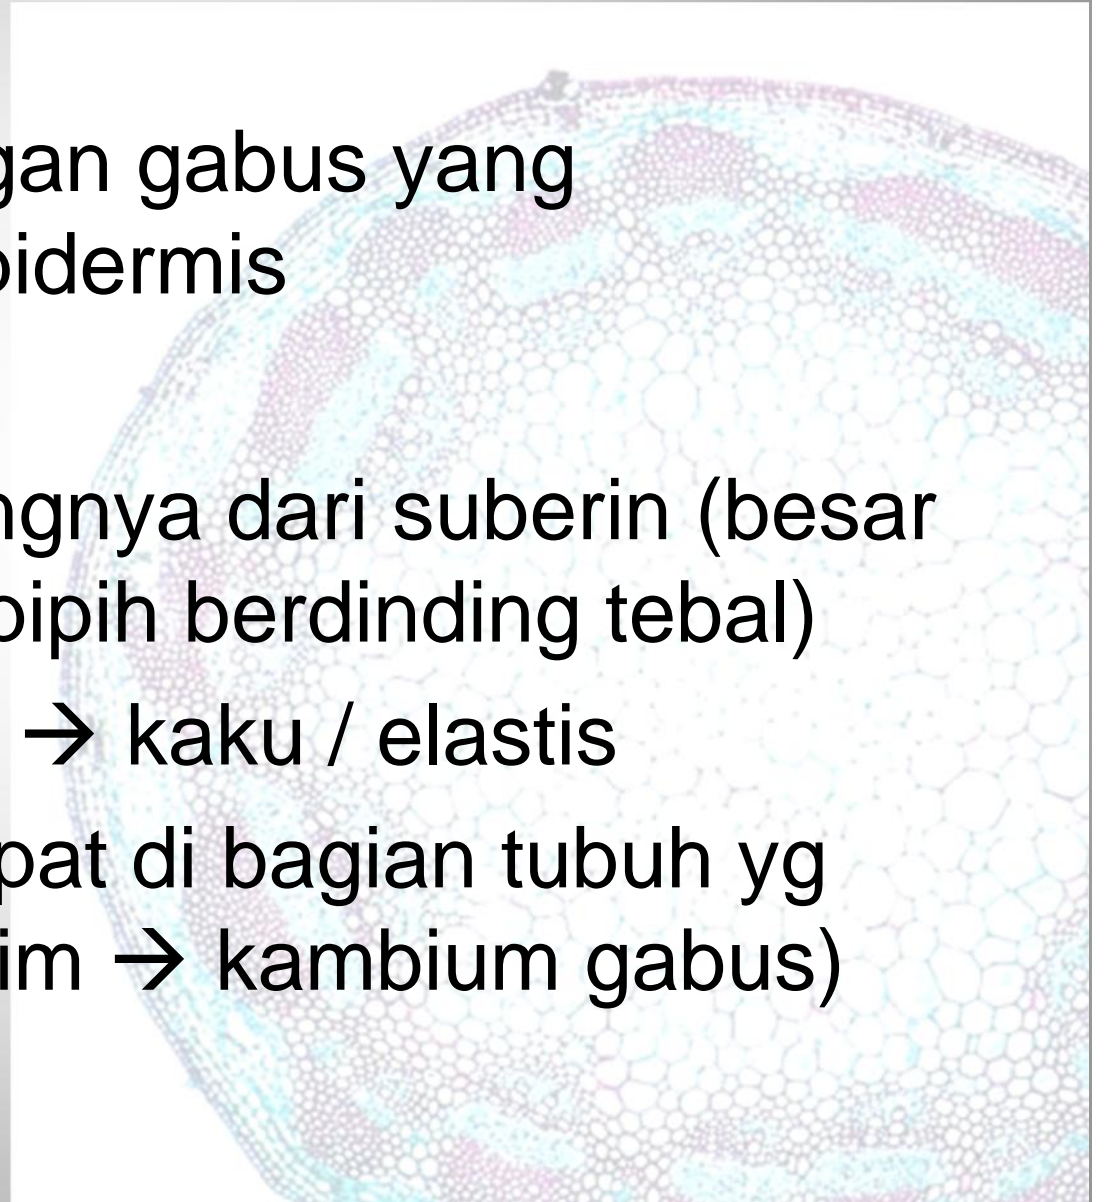 gan gabus yang
pidermis
ngnya dari suberin (besar
pipih berdinding tebal)
→ kaku / elastis
pat di bagian tubuh yg
im → kambium gabus)